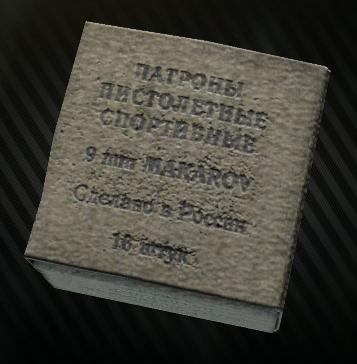 ПАТРОНЫ
ПИСТОЛЕТНЫЕ
СПОРТИВНЫЕ
9 mm MAKAROV
Сделано в России
16 штук